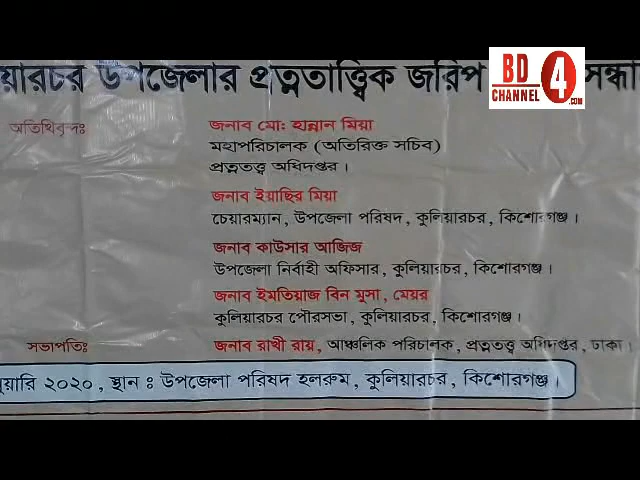 য়ারচর উপজেলার প্রত্নতাত্ত্বিক জরিপ সন্ধা
BD
CHANNEL 4 .com
অতিথিবৃন্দঃ
জনাব মোঃ হান্নান মিয়া
মহাপরিচালক (অতিরিক্ত সচিব)
প্রত্নতত্ত্ব অধিদপ্তর।
জনাব ইয়াছির মিয়া
চেয়ারম্যান, উপজেলা পরিষদ, কুলিয়ারচর, কিশোরগঞ্জ।
জনাব কাউসার আজিজ
উপজেলা নির্বাহী অফিসার, কুলিয়ারচর, কিশোরগঞ্জ।
জনাব ইমতিয়াজ বিন মুসা, মেয়র
কুলিয়ারচর পৌরসভা, কুলিয়ারচর, কিশোরগঞ্জ।
সভাপতিঃ জনাব রাখী রায়, আঞ্চলিক পরিচালক, প্রত্নতত্ত্ব অধিদপ্তর, ঢাকা।
য়ারি ২০২০, স্থান : উপজেলা পরিষদ হলরুম, কুলিয়ারচর, কিশোরগঞ্জ।